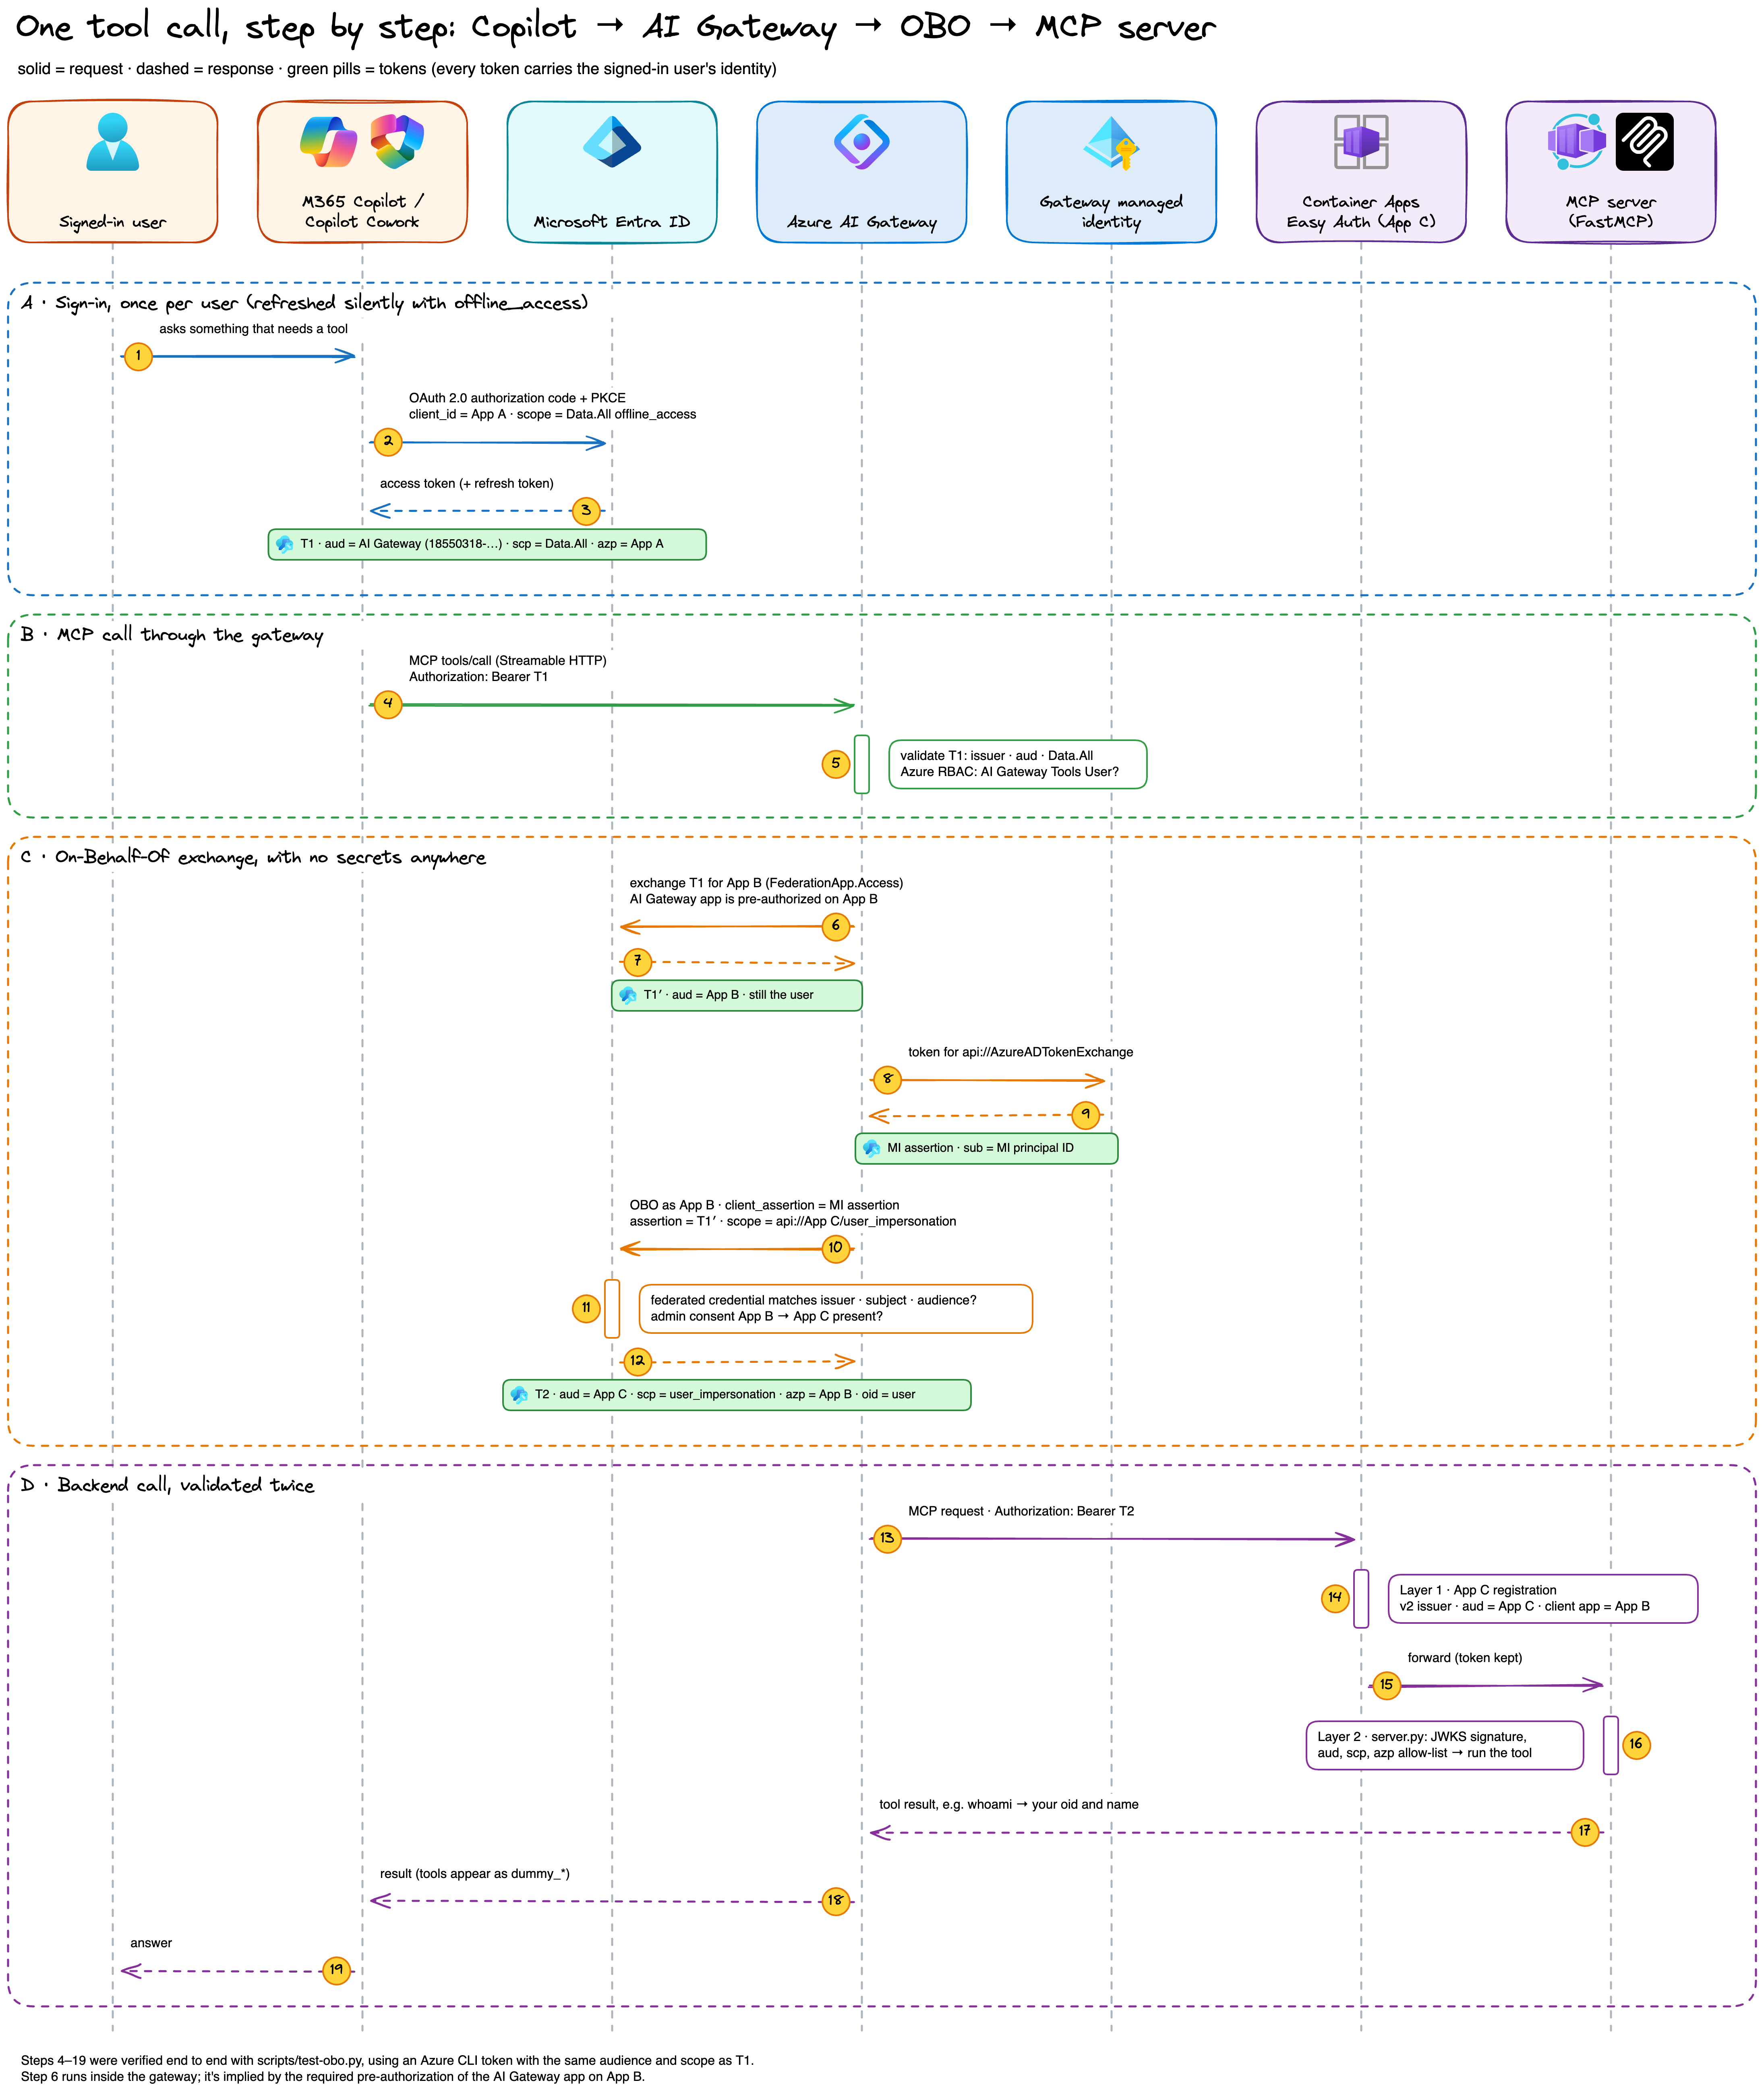 One tool call, step by step: Copilot → AI Gateway → OBO → MCP server
solid = request · dashed = response · green pills = tokens (every token carries the signed-in user's identity)
Signed-in user
M365 Copilot /
Copilot Cowork
Microsoft Entra ID
Azure AI Gateway
Gateway managed
identity
Container Apps
Easy Auth (App C)
MCP server
(FastMCP)
A · Sign-in, once per user (refreshed silently with offline_access)
asks something that needs a tool
1
OAuth 2.0 authorization code + PKCE
client_id = App A · scope = Data.All offline_access
2
access token (+ refresh token)
3
T1 · aud = AI Gateway (18550318-…) · scp = Data.All · azp = App A
B · MCP call through the gateway
MCP tools/call (Streamable HTTP)
Authorization: Bearer T1
4
5
validate T1: issuer · aud · Data.All
Azure RBAC: AI Gateway Tools User?
C · On-Behalf-Of exchange, with no secrets anywhere
exchange T1 for App B (FederationApp.Access)
AI Gateway app is pre-authorized on App B
6
7
T1′ · aud = App B · still the user
token for api://AzureADTokenExchange
8
9
MI assertion · sub = MI principal ID
OBO as App B · client_assertion = MI assertion
assertion = T1′ · scope = api://App C/user_impersonation
10
11
federated credential matches issuer · subject · audience?
admin consent App B → App C present?
12
T2 · aud = App C · scp = user_impersonation · azp = App B · oid = user
D · Backend call, validated twice
MCP request · Authorization: Bearer T2
13
14
Layer 1 · App C registration
v2 issuer · aud = App C · client app = App B
forward (token kept)
15
Layer 2 · server.py: JWKS signature,
aud, scp, azp allow-list → run the tool
16
tool result, e.g. whoami → your oid and name
17
result (tools appear as dummy_*)
18
answer
19
Steps 4–19 were verified end to end with scripts/test-obo.py, using an Azure CLI token with the same audience and scope as T1.
Step 6 runs inside the gateway; it's implied by the required pre-authorization of the AI Gateway app on App B.